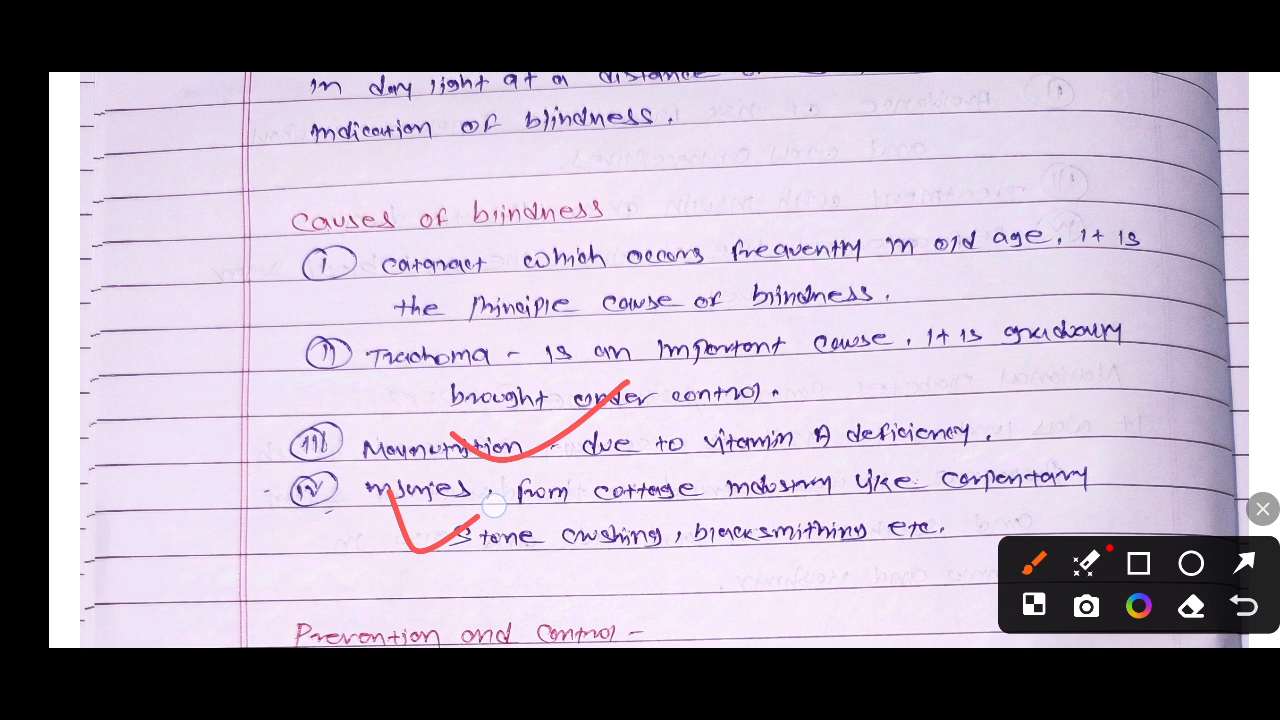 in day light at a distance of
indication of blindness.
Causes of blindness
(i) Cataract which occurs frequently in old age. It is
the Principle cause of blindness.
(ii) Trachoma - is an important cause. It is gradually
brought under control.
(iii) Malnutrition - due to vitamin A deficiency.
(iv) Injuries, from cottage industry like carpentary
Stone crushing, blacksmithing etc.
Prevention and control -